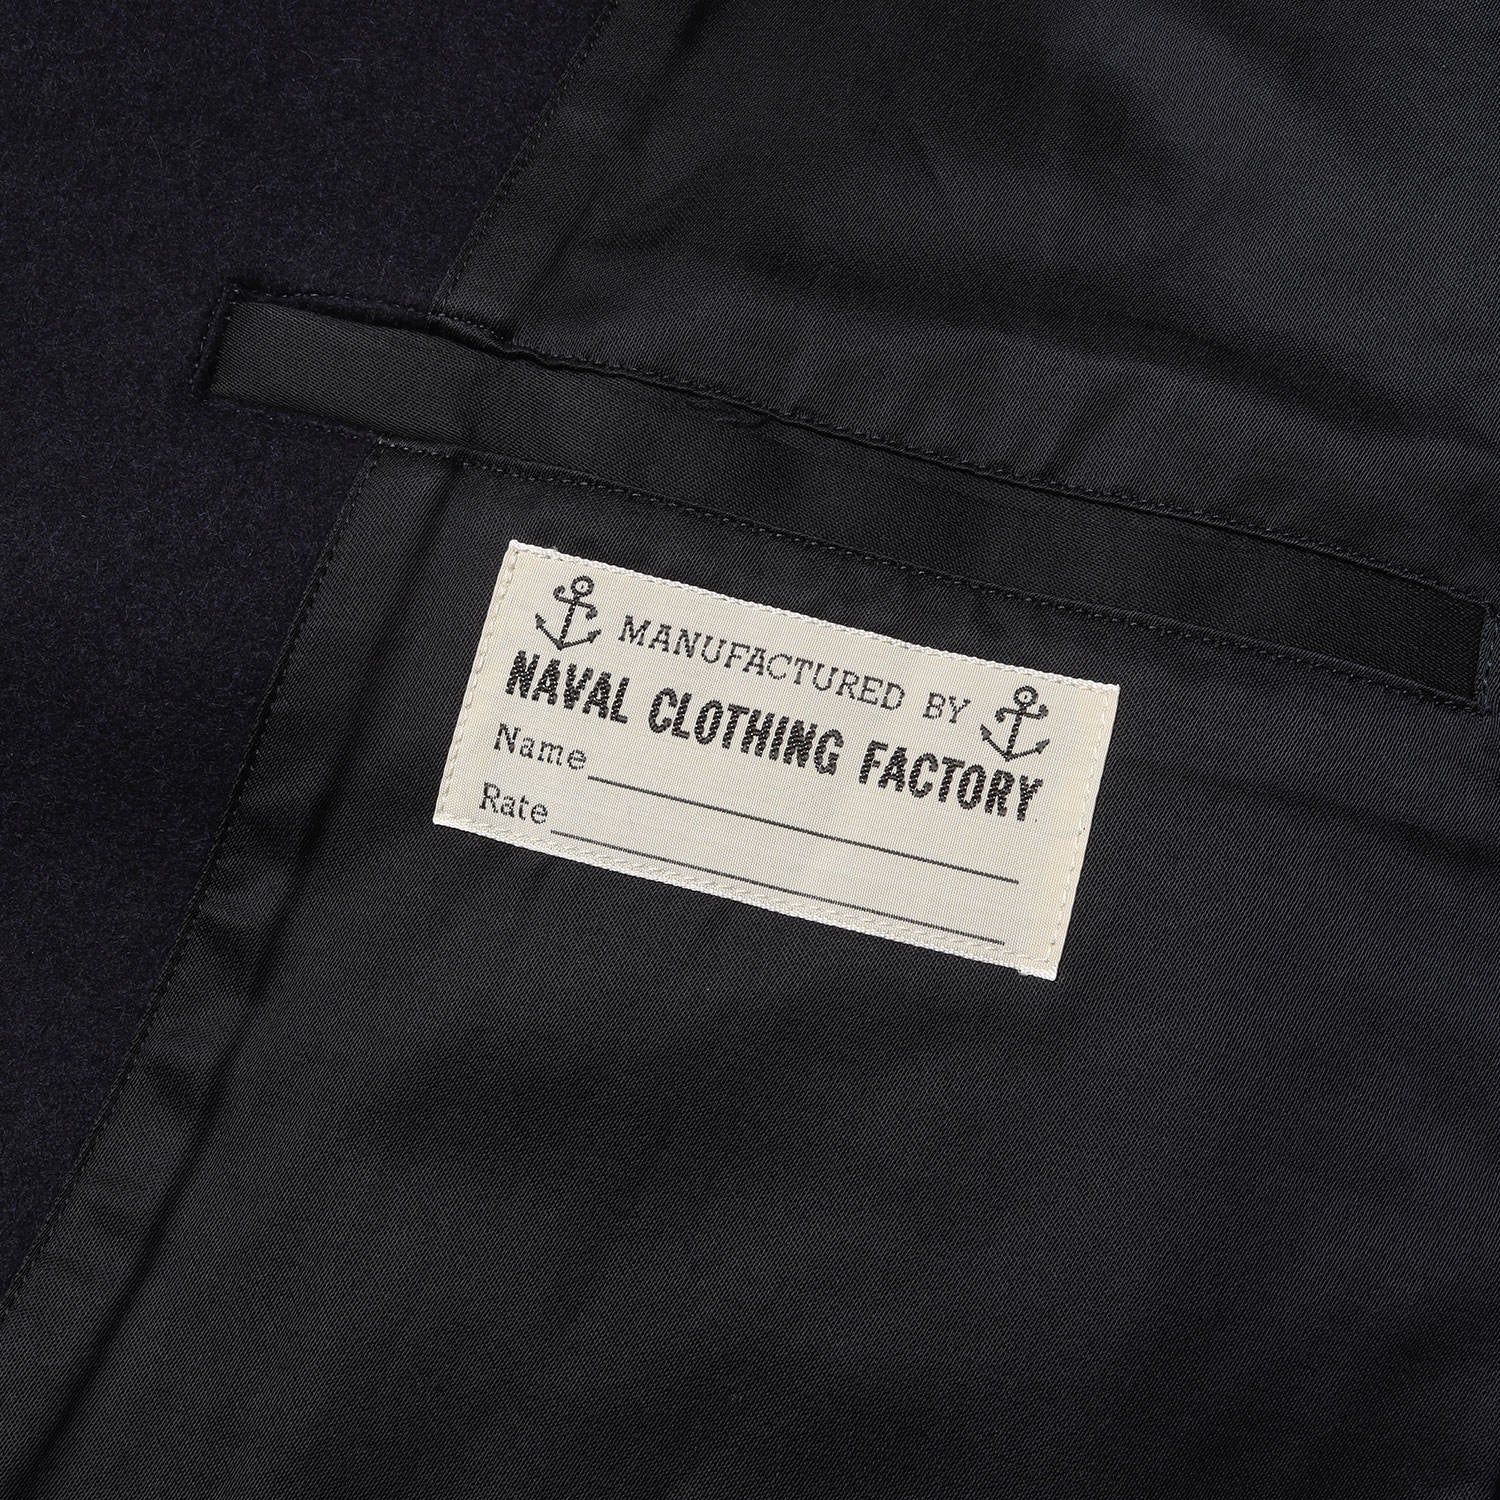 MANUFACTURED BY
NAVAL CLOTHING FACTORY
Name
Rate